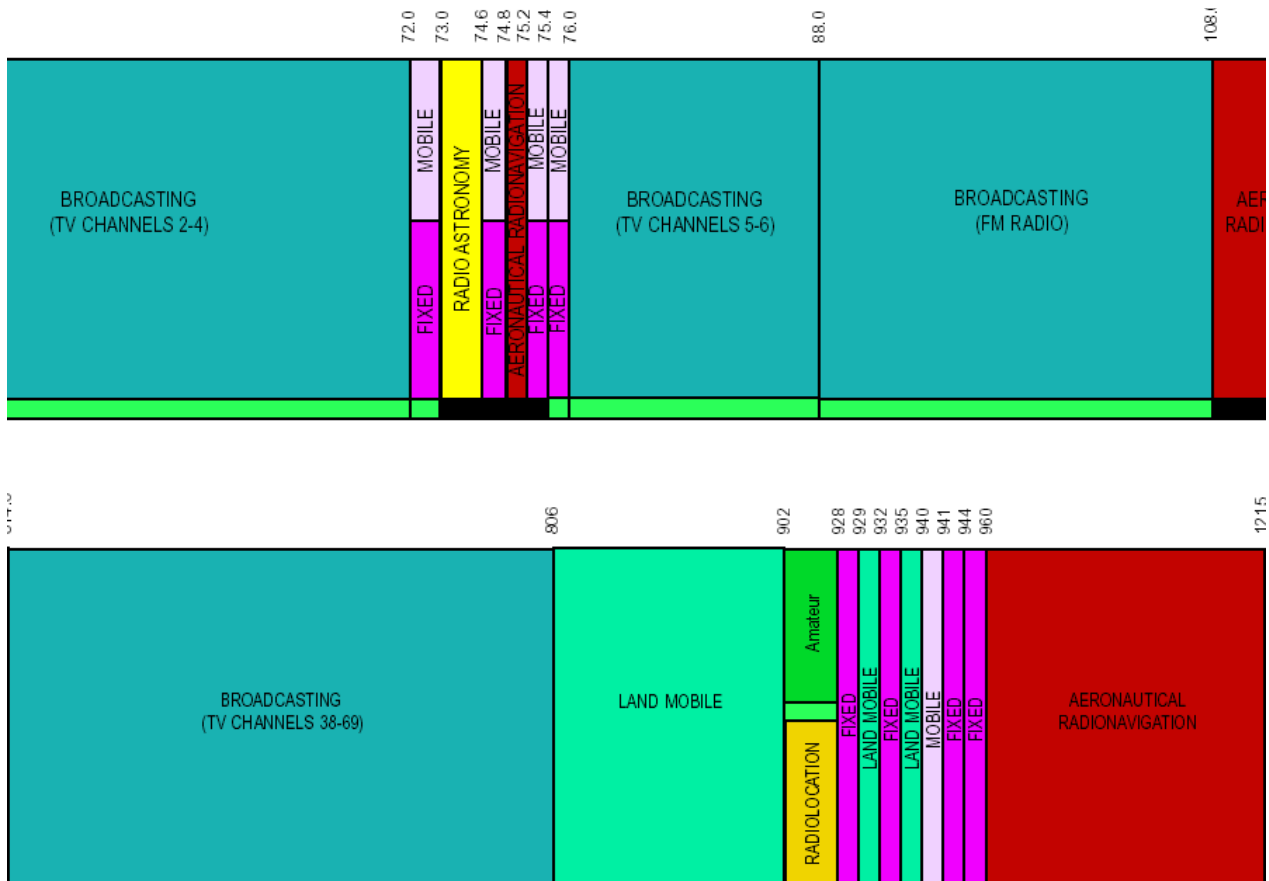 72.0
73.0
74.6
74.8
75.2
75.4
76.0
88.0
BROADCASTING
(TV CHANNELS 2-4)
MOBILE
FIXED
RADIO ASTRONOMY
MOBILE
FIXED
AERONAUTICAL RADIONAVIGATION
MOBILE
FIXED
MOBILE
FIXED
BROADCASTING
(TV CHANNELS 5-6)
BROADCASTING
(FM RADIO)
806
902
928
929
932
935
940
941
944
960
1215
BROADCASTING
(TV CHANNELS 38-69)
LAND MOBILE
Amateur
RADIOLOCATION
FIXED
LAND MOBILE
FIXED
LAND MOBILE
MOBILE
FIXED
FIXED
AERONAUTICAL
RADIONAVIGATION